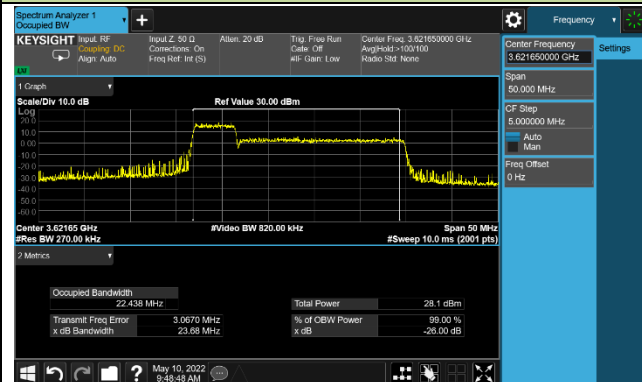 Spectrum Analyzer 1
Occupied BW
Frequency
KEYSIGHT
Input: RF
Coupling: DC
Align: Auto
Input Z: 50 Ω
Corrections: On
Freq Ref: Int (S)
Atten: 20 dB
Trig: Free Run
Gate: Off
#IF Gain: Low
Center Freq: 3.621650000 GHz
Avg|Hold:>100/100
Radio Std: None
Center Frequency
3.621650000 GHz
Settings
Span
50.000 MHz
CF Step
5.000000 MHz
Auto
Man
Freq Offset
0 Hz
1 Graph
Scale/Div 10.0 dB
Ref Value 30.00 dBm
Log
20.0
10.0
0.00
-10.0
-20.0
-30.0
-40.0
-50.0
-60.0
Center 3.62165 GHz
#Video BW 820.00 kHz
Span 50 MHz
#Res BW 270.00 kHz
#Sweep 10.0 ms (2001 pts)
2 Metrics
Occupied Bandwidth
22.438 MHz
Total Power 28.1 dBm
Transmit Freq Error 3.0670 MHz
% of OBW Power 99.00 %
x dB Bandwidth 23.68 MHz
x dB -26.00 dB
May 10, 2022
9:48:48 AM